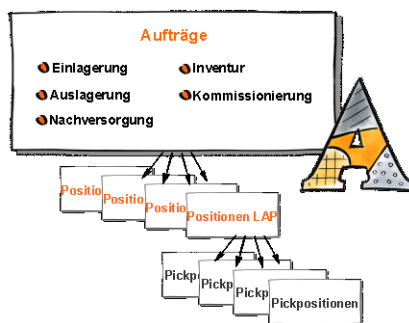 Aufträge
Einlagerung
Inventur
Auslagerung
Kommissionierung
Nachversorgung
Positio
Positio
Positio
Positionen LAP
Pickp
Pickp
Pickp
Pickpositionen
A